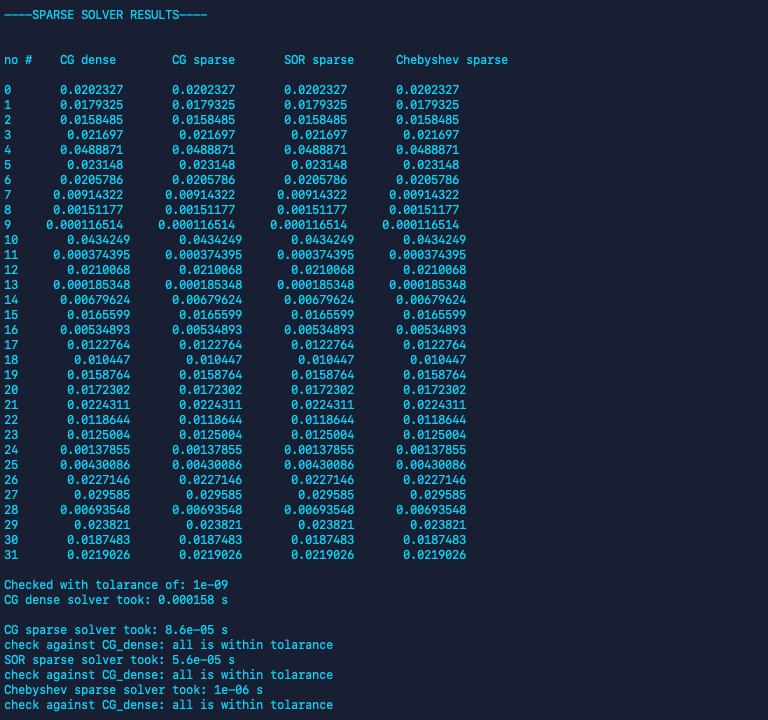 ----SPARSE SOLVER RESULTS----
no # CG dense CG sparse SOR sparse Chebyshev sparse
0 0.0202327 0.0202327 0.0202327 0.0202327
1 0.0179325 0.0179325 0.0179325 0.0179325
2 0.0158485 0.0158485 0.0158485 0.0158485
3 0.021697 0.021697 0.021697 0.021697
4 0.0488871 0.0488871 0.0488871 0.0488871
5 0.023148 0.023148 0.023148 0.023148
6 0.0205786 0.0205786 0.0205786 0.0205786
7 0.00914322 0.00914322 0.00914322 0.00914322
8 0.00151177 0.00151177 0.00151177 0.00151177
9 0.000116514 0.000116514 0.000116514 0.000116514
10 0.0434249 0.0434249 0.0434249 0.0434249
11 0.000374395 0.000374395 0.000374395 0.000374395
12 0.0210068 0.0210068 0.0210068 0.0210068
13 0.000185348 0.000185348 0.000185348 0.000185348
14 0.00679624 0.00679624 0.00679624 0.00679624
15 0.0165599 0.0165599 0.0165599 0.0165599
16 0.00534893 0.00534893 0.00534893 0.00534893
17 0.0122764 0.0122764 0.0122764 0.0122764
18 0.010447 0.010447 0.010447 0.010447
19 0.0158764 0.0158764 0.0158764 0.0158764
20 0.0172302 0.0172302 0.0172302 0.0172302
21 0.0224311 0.0224311 0.0224311 0.0224311
22 0.0118644 0.0118644 0.0118644 0.0118644
23 0.0125004 0.0125004 0.0125004 0.0125004
24 0.00137855 0.00137855 0.00137855 0.00137855
25 0.00430086 0.00430086 0.00430086 0.00430086
26 0.0227146 0.0227146 0.0227146 0.0227146
27 0.029585 0.029585 0.029585 0.029585
28 0.00693548 0.00693548 0.00693548 0.00693548
29 0.023821 0.023821 0.023821 0.023821
30 0.0187483 0.0187483 0.0187483 0.0187483
31 0.0219026 0.0219026 0.0219026 0.0219026
Checked with tolarance of: 1e-09
CG dense solver took: 0.000158 s
CG sparse solver took: 8.6e-05 s
check against CG_dense: all is within tolarance
SOR sparse solver took: 5.6e-05 s
check against CG_dense: all is within tolarance
Chebyshev sparse solver took: 1e-06 s
check against CG_dense: all is within tolarance